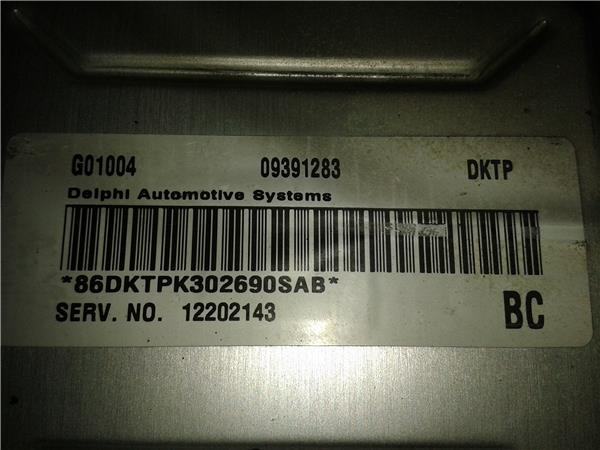 G01004 09391283 DKTP
Delphi Automotive Systems
*86DKTPK302690SAB*
SERV. NO. 12202143 BC